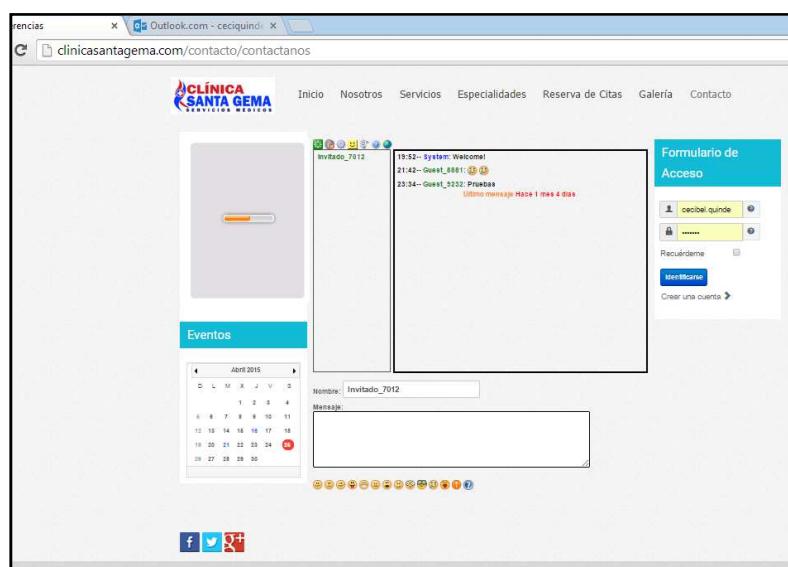 rencias
Outlook.com - ceciquind
clinicasantagema.com/contacto/contactanos
CLÍNICA
SANTA GEMA
SERVICIOS MÉDICOS
Inicio Nosotros Servicios Especialidades Reserva de Citas Galería Contacto
Invitado_7012
19:52-- System: Welcome!
21:42-- Guest_8881:
23:34-- Guest_5232: Pruebas
Último mensaje Hace 1 mes 4 dias
Formulario de
Acceso
cecibel.quinde
Recuérdeme
Identificarse
Crear una cuenta
Eventos
Abril 2015
D L M X J V S
1 2 3 4
5 6 7 8 9 10 11
12 13 14 15 16 17 18
19 20 21 22 23 24 25
26 27 28 29 30
Nombre: Invitado_7012
Mensaje: